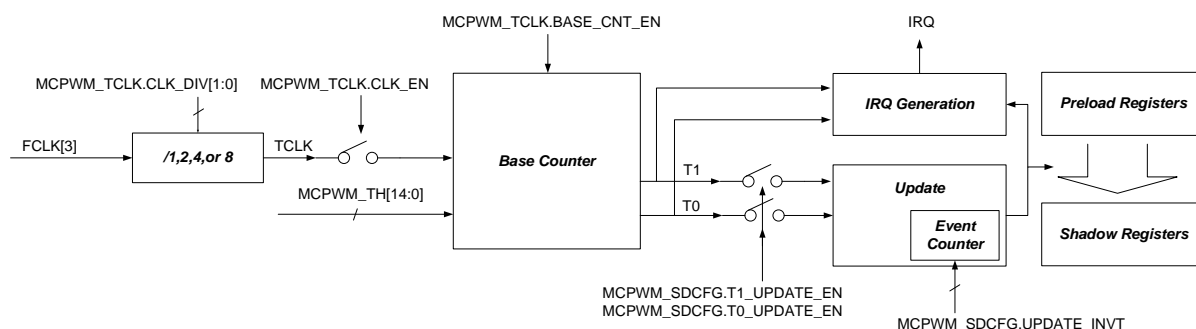 MCPWM_TCLK.BASE_CNT_EN
IRQ
MCPWM_TCLK.CLK_DIV[1:0]
MCPWM_TCLK.CLK_EN
FCLK[3]
/1,2,4,or 8
TCLK
Base Counter
IRQ Generation
Preload Registers
MCPWM_TH[14:0]
T1
T0
Update
Event
Counter
Shadow Registers
MCPWM_SDCFG.T1_UPDATE_EN
MCPWM_SDCFG.T0_UPDATE_EN
MCPWM_SDCFG.UPDATE_INVT